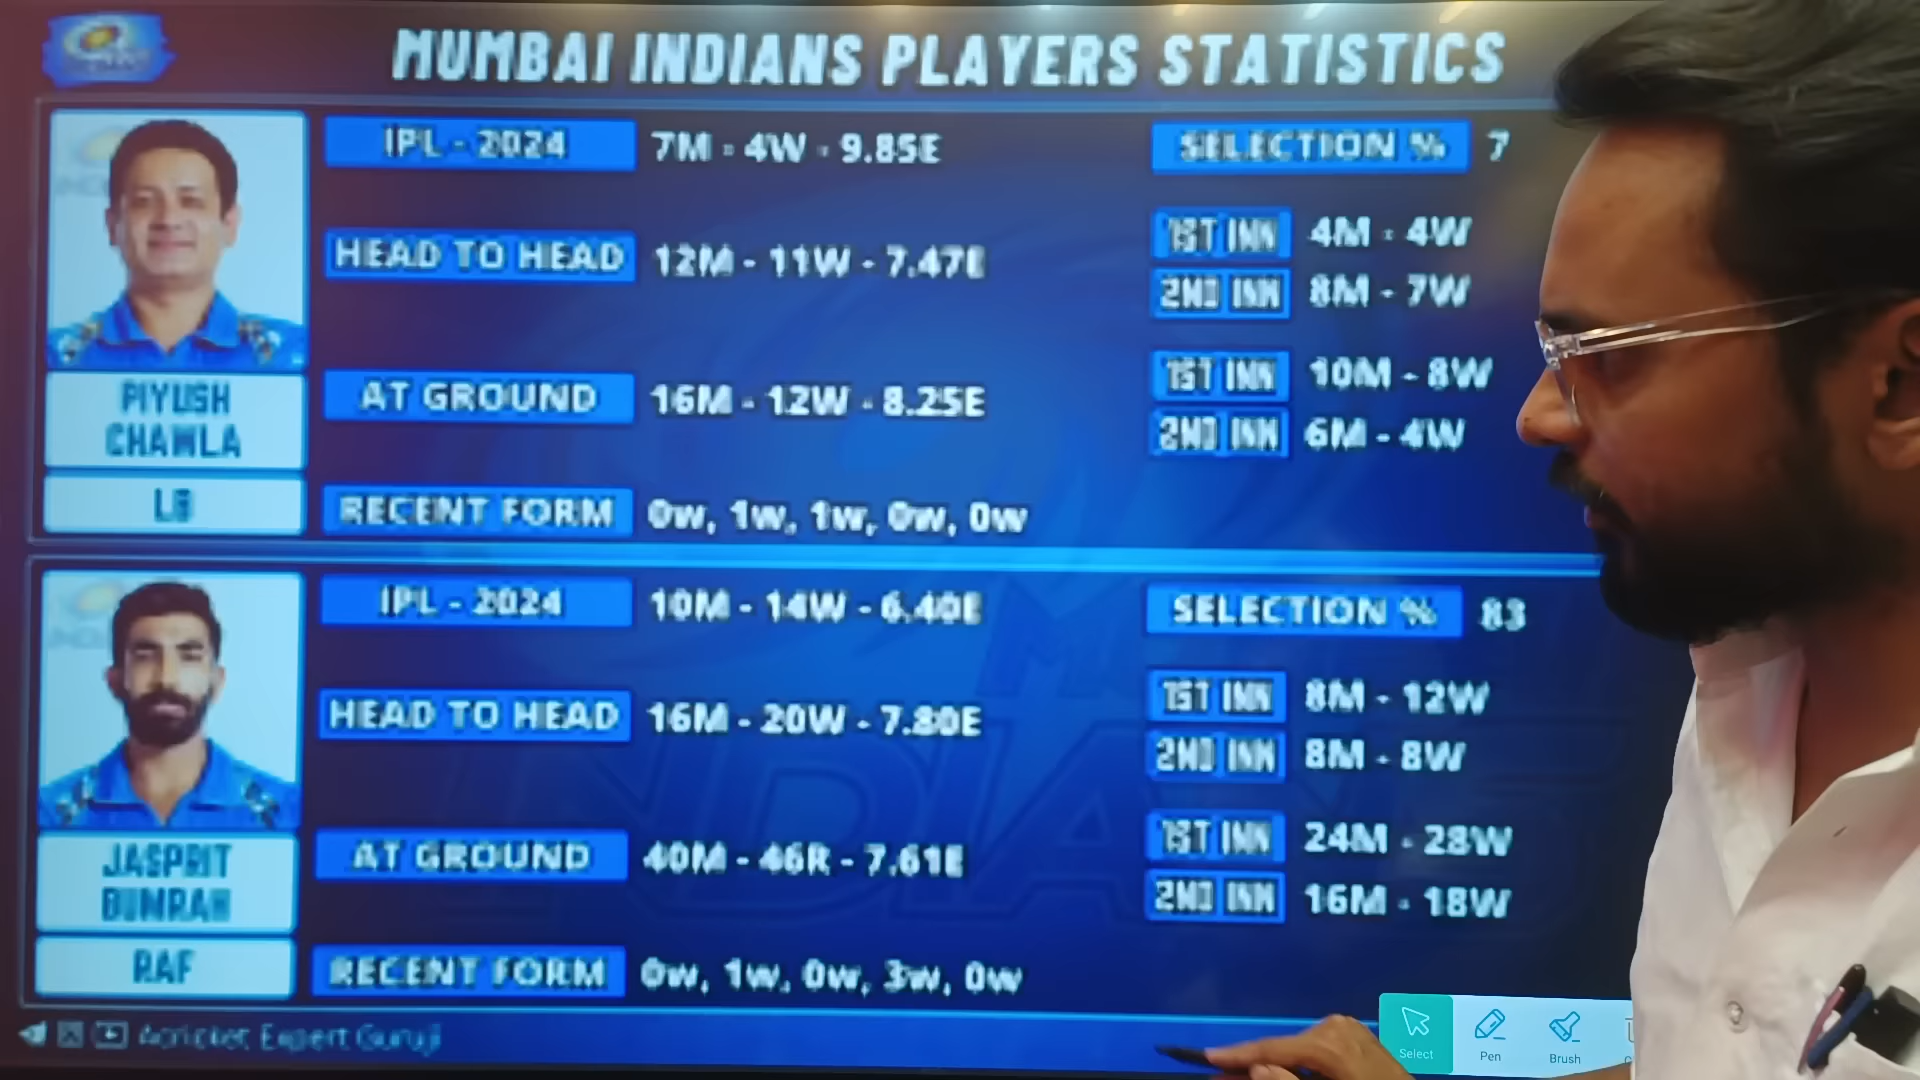 MUMBAI INDIANS PLAYERS STATISTICS
IPL - 2024 7M - 4W - 9.85E SELECTION % 7
HEAD TO HEAD 12M - 11W - 7.47E
1ST INN 4M - 4W
2ND INN 8M - 7W
AT GROUND 16M - 12W - 8.25E
1ST INN 10M - 8W
2ND INN 6M - 4W
PIYUSH
CHAWLA
LB
RECENT FORM 0w, 1w, 1w, 0w, 0w
IPL - 2024 10M - 14W - 6.40E SELECTION % 83
HEAD TO HEAD 16M - 20W - 7.80E
1ST INN 8M - 12W
2ND INN 8M - 8W
AT GROUND 40M - 46R - 7.61E
1ST INN 24M - 28W
2ND INN 16M - 18W
JASPRIT
BUMRAH
RAF
RECENT FORM 0w, 1w, 0w, 3w, 0w
Expert Guruji
Select Pen Brush